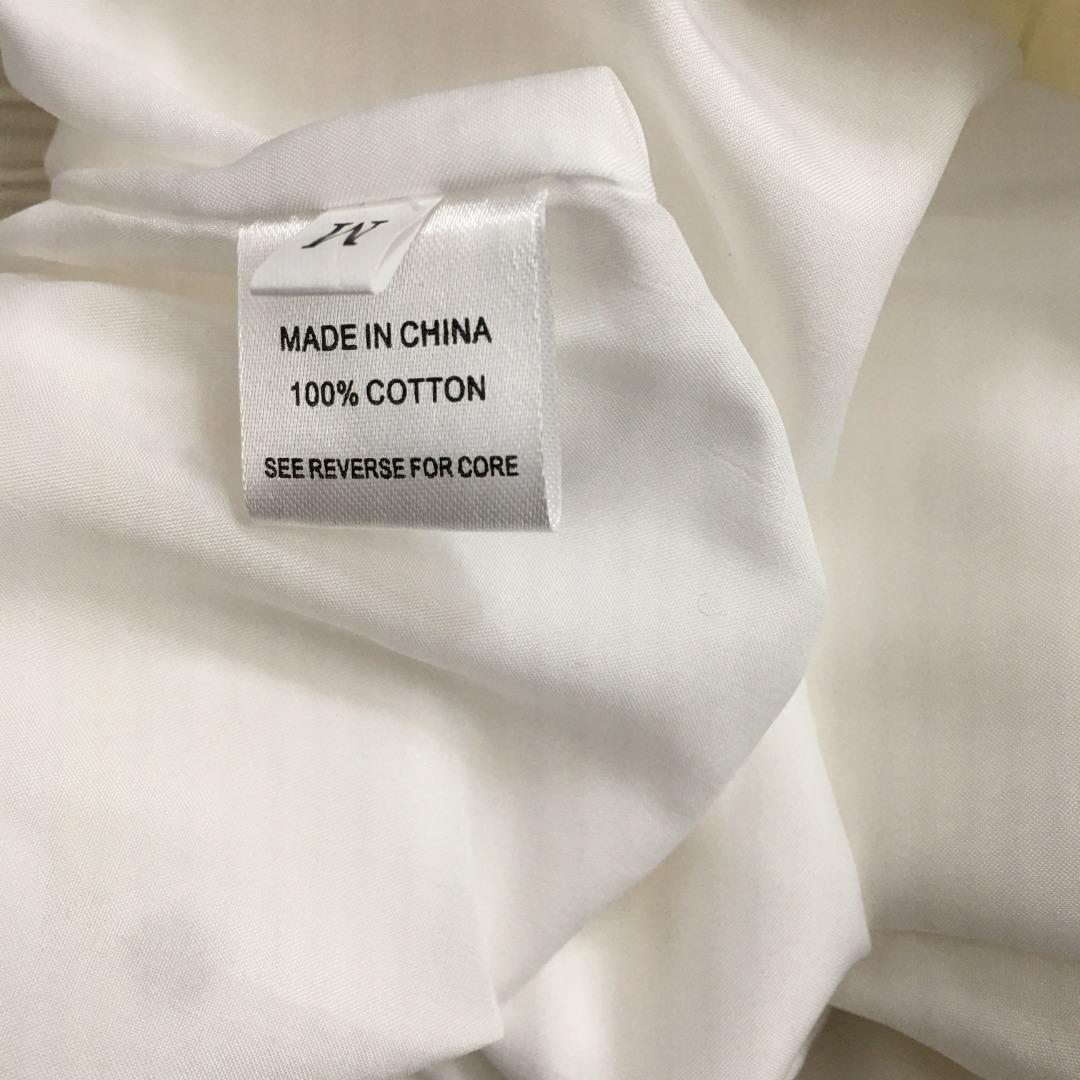 M
MADE IN CHINA
100% COTTON
SEE REVERSE FOR CORE